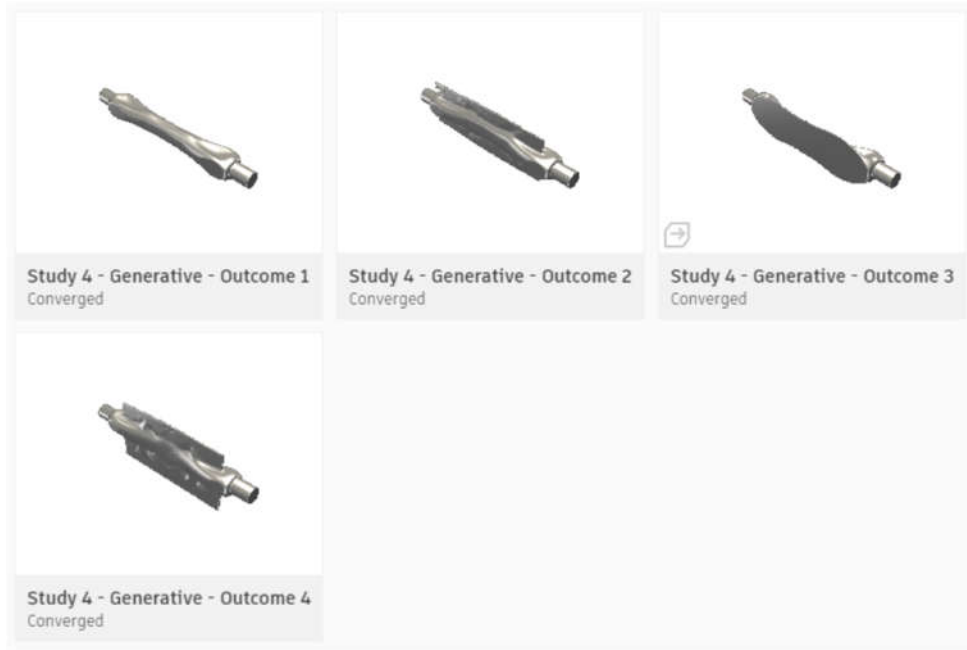 Study 4 - Generative - Outcome 1
Converged
Study 4 - Generative - Outcome 2
Converged
Study 4 - Generative - Outcome 3
Converged
Study 4 - Generative - Outcome 4
Converged